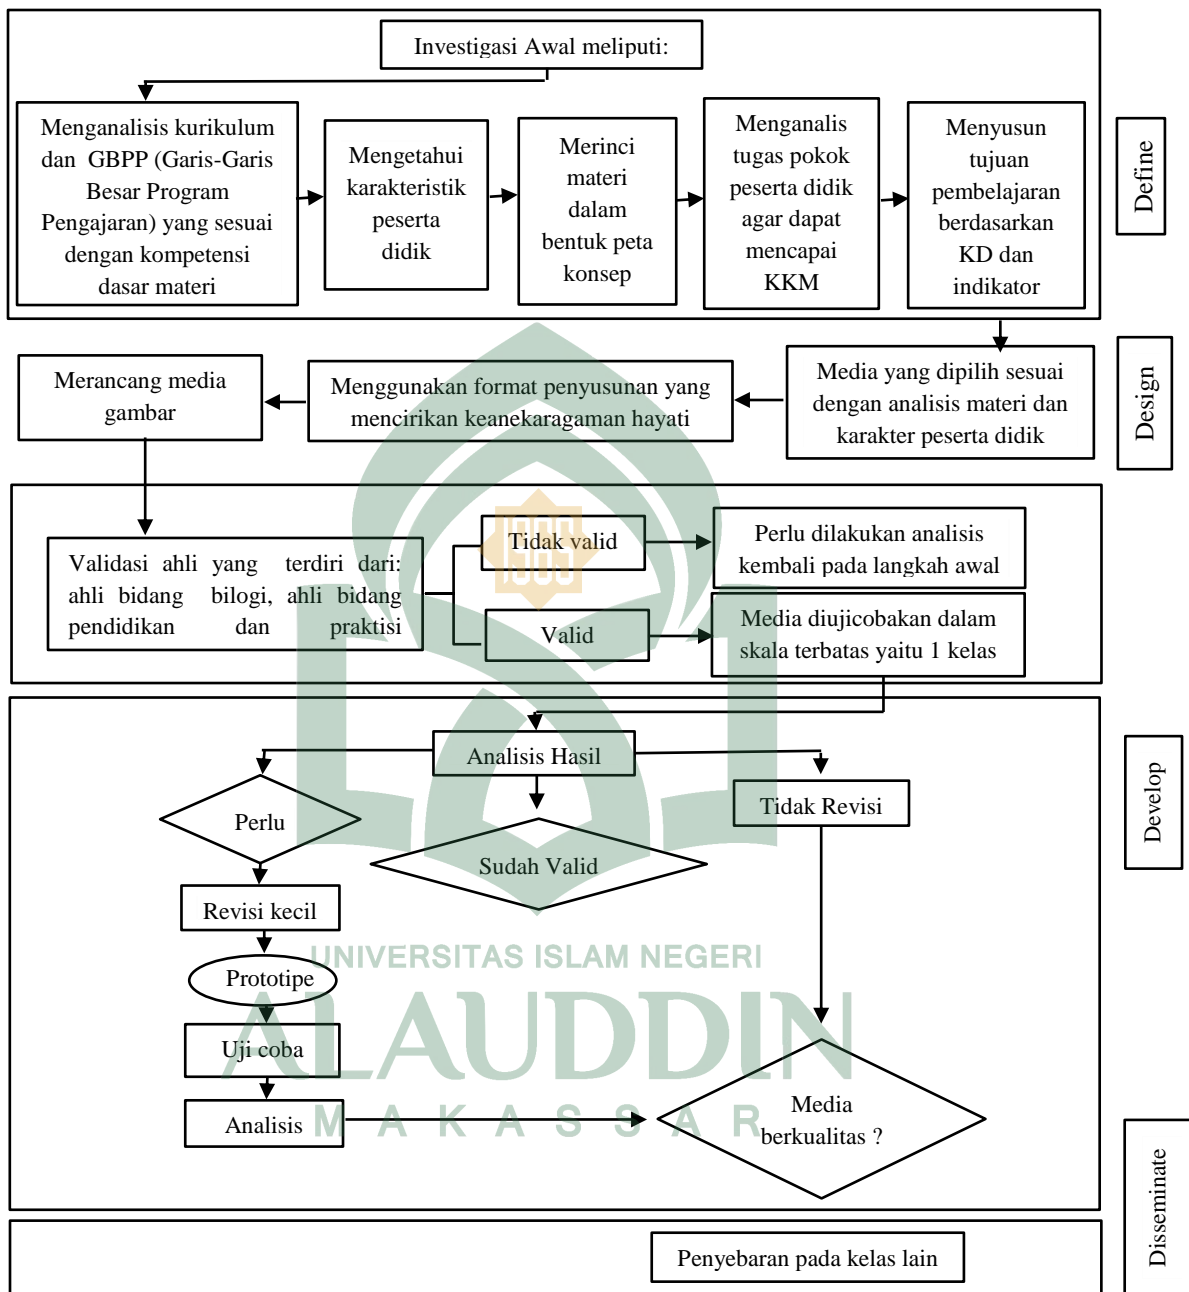 Investigasi Awal meliputi:
Menganalisis kurikulum
dan GBPP (Garis-Garis
Besar Program
Pengajaran) yang sesuai
dengan kompetensi
dasar materi
Mengetahui
karakteristik
peserta
didik
Merinci
materi
dalam
bentuk peta
konsep
Menganalis
tugas pokok
peserta didik
agar dapat
mencapai
KKM
Menyusun
tujuan
pembelajaran
berdasarkan
KD dan
indikator
Define
Merancang media
gambar
Menggunakan format penyusunan yang
mencirikan keanekaragaman hayati
Media yang dipilih sesuai
dengan analisis materi dan
karakter peserta didik
Design
Validasi ahli yang terdiri dari:
ahli bidang bilogi, ahli bidang
pendidikan dan praktisi
Tidak valid
Perlu dilakukan analisis
kembali pada langkah awal
Valid
Media diujicobakan dalam
skala terbatas yaitu 1 kelas
Analisis Hasil
Perlu
Sudah Valid
Tidak Revisi
Develop
Revisi kecil
UNIVERSITAS ISLAM NEGERI
Prototipe
ALAUDDIN
Uji coba
MAKASSAR
Analisis
Media
berkualitas ?
Disseminate
Penyebaran pada kelas lain